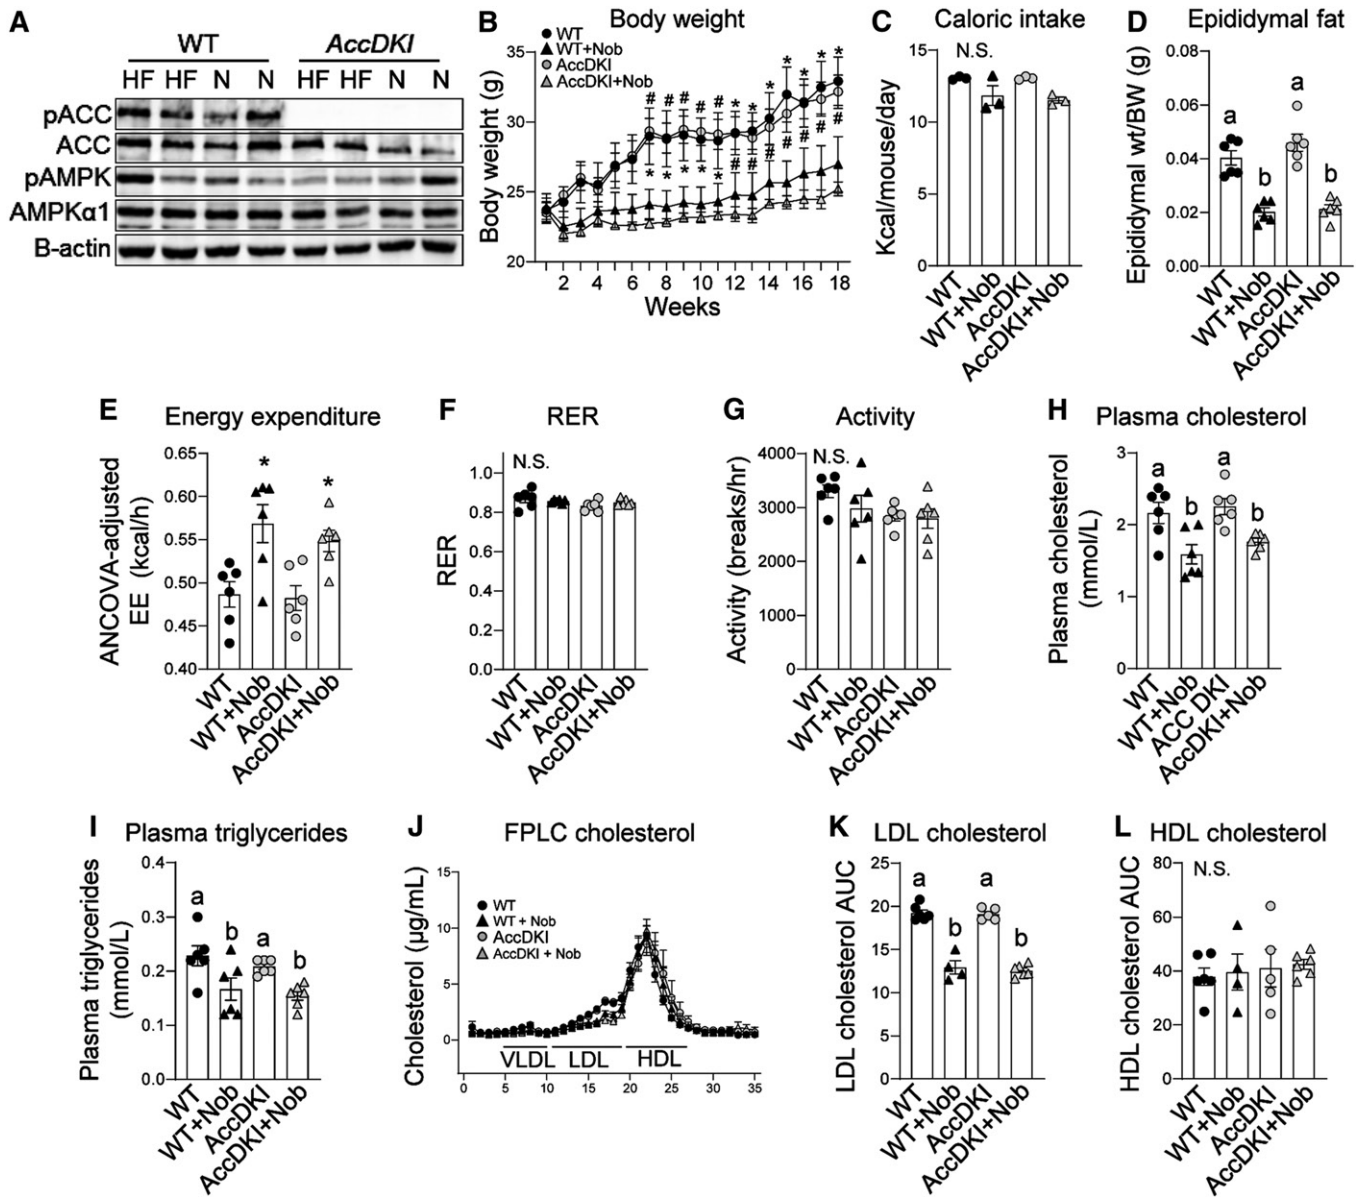 A
WT
AccDKI
HF HF N N HF HF N N
pACC
ACC
pAMPK
AMPKα1
B-actin
B Body weight
WT
WT+Nob
AccDKI
AccDKI+Nob
Body weight (g)
35
30
25
20
# # # # # * * * * * * *
* * * * * # # # # # #
2 4 6 8 10 12 14 16 18
Weeks
C Caloric intake
N.S.
Kcal/mouse/day
15
10
5
0
WT
WT+Nob
AccDKI
AccDKI+Nob
D Epididymal fat
Epididymal wt/BW (g)
0.08
0.06
0.04
0.02
0.00
a b a b
WT
WT+Nob
AccDKI
AccDKI+Nob
E Energy expenditure
ANCOVA-adjusted
EE (kcal/h)
0.65
0.60
0.55
0.50
0.45
0.40
* *
WT
WT+Nob
AccDKI
AccDKI+Nob
F RER
N.S.
RER
1.0
0.8
0.6
0.4
0.2
0.0
WT
WT+Nob
AccDKI
AccDKI+Nob
G Activity
N.S.
Activity (breaks/hr)
4000
3000
2000
1000
0
WT
WT+Nob
AccDKI
AccDKI+Nob
H Plasma cholesterol
Plasma cholesterol
(mmol/L)
3
2
1
0
a b a b
WT
WT+Nob
ACC DKI
AccDKI+Nob
I Plasma triglycerides
Plasma triglycerides
(mmol/L)
0.4
0.3
0.2
0.1
0.0
a b a b
WT
WT+Nob
AccDKI
AccDKI+Nob
J FPLC cholesterol
Cholesterol (µg/mL)
15
10
5
0
WT
WT + Nob
AccDKI
AccDKI + Nob
VLDL LDL HDL
0 5 10 15 20 25 30 35
K LDL cholesterol
LDL cholesterol AUC
25
20
15
10
5
0
a b a b
WT
WT+Nob
AccDKI
AccDKI+Nob
L HDL cholesterol
N.S.
HDL cholesterol AUC
80
60
40
20
0
WT
WT+Nob
AccDKI
AccDKI+Nob